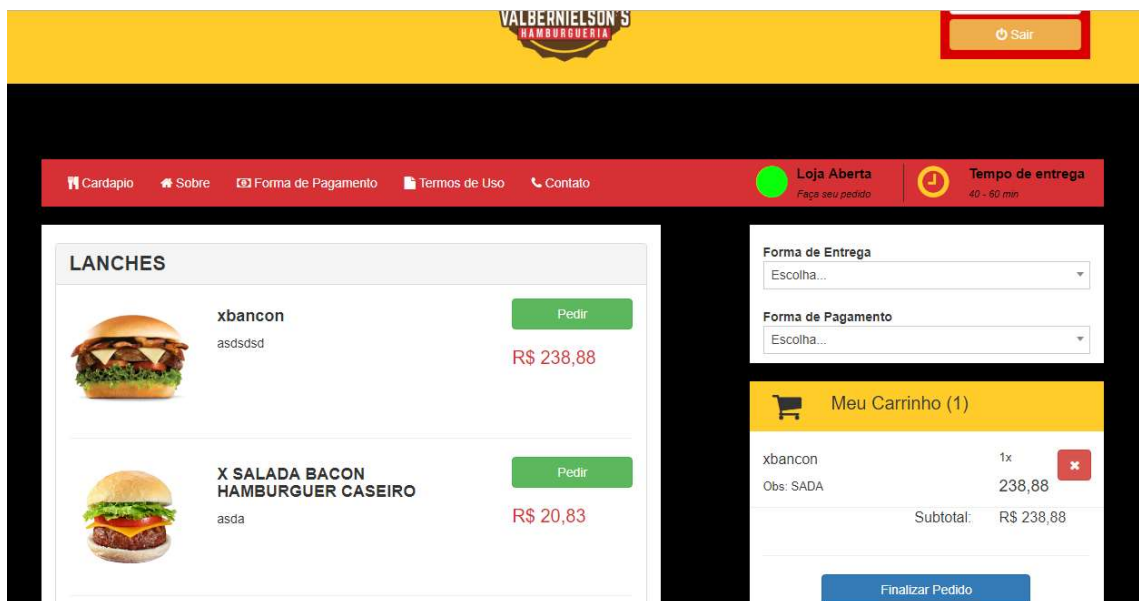 VALBERNIELSON'S
HAMBURGUERIA
Sair
Cardapio Sobre Forma de Pagamento Termos de Uso Contato
Loja Aberta
Faça seu pedido
Tempo de entrega
40 - 60 min
LANCHES
xbancon
asdsdsd
Pedir
R$ 238,88
X SALADA BACON
HAMBURGUER CASEIRO
asda
Pedir
R$ 20,83
Forma de Entrega
Escolha...
Forma de Pagamento
Escolha...
Meu Carrinho (1)
xbancon 1x
Obs: SADA 238,88
Subtotal: R$ 238,88
Finalizar Pedido